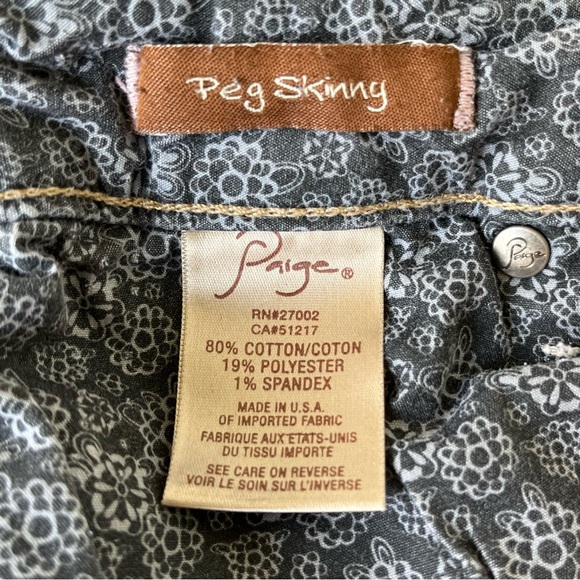 Peg Skinny
Paige®
Paige
RN#27002
CA#51217
80% COTTON/COTON
19% POLYESTER
1% SPANDEX
MADE IN U.S.A.
OF IMPORTED FABRIC
FABRIQUE AUX ETATS-UNIS
DU TISSU IMPORTE
SEE CARE ON REVERSE
VOIR LE SOIN SUR L'INVERSE